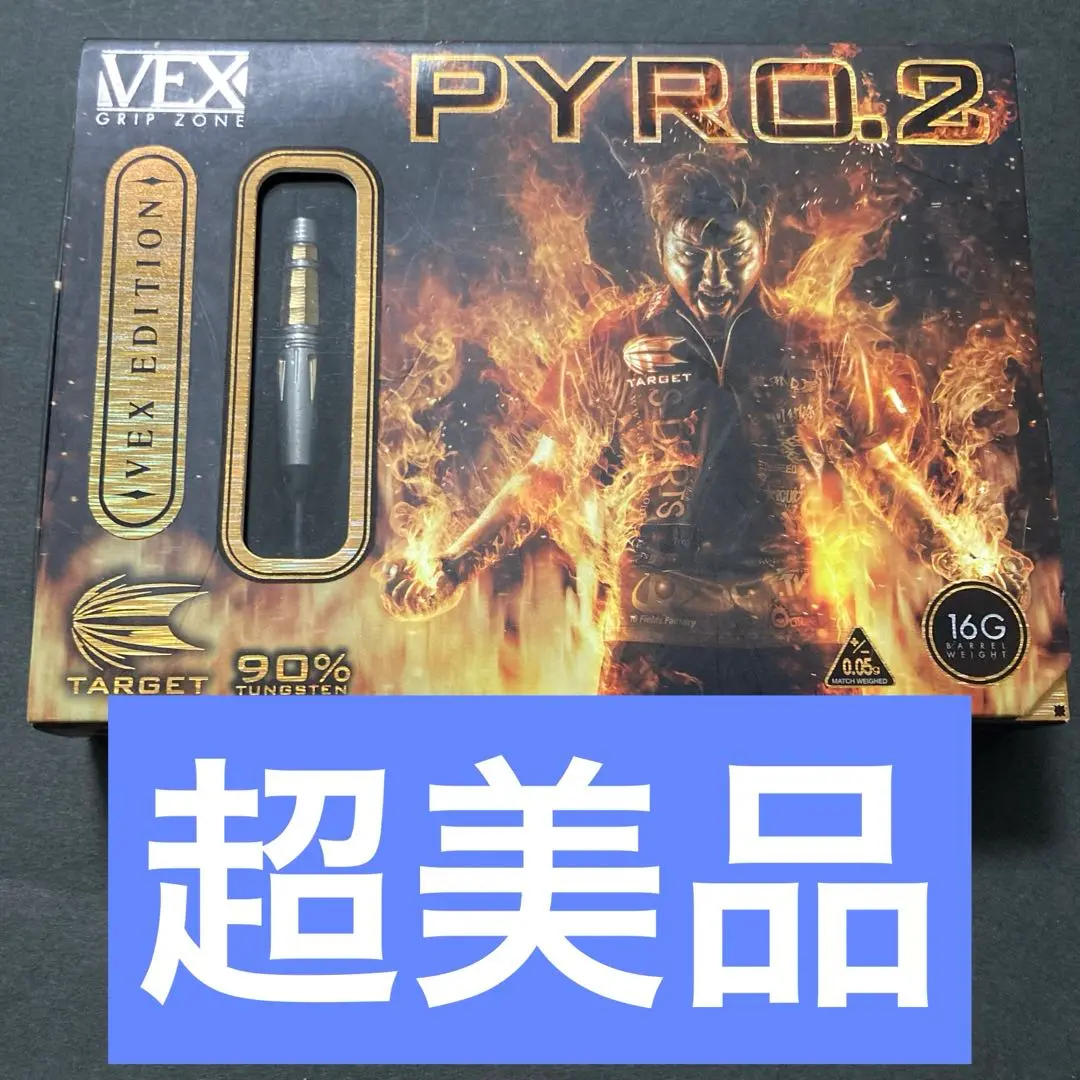 VEX
GRIP ZONE
PYRO.2
VEX EDITION
TARGET
TARGET
90%
TUNGSTEN
+/-
0.05g
MATCH WEIGHED
16G
BARREL
WEIGHT
超美品